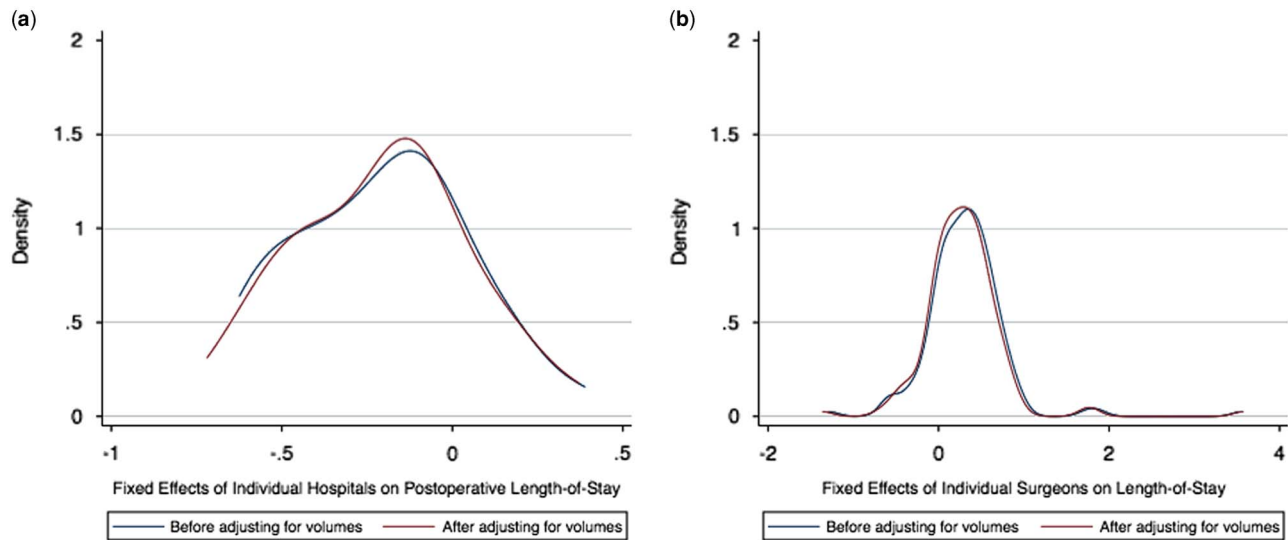 (a)
2
1.5
1
.5
0
Density
-1
-.5
0
.5
Fixed Effects of Individual Hospitals on Postoperative Length-of-Stay
Before adjusting for volumes
After adjusting for volumes
(b)
2
1.5
1
.5
0
Density
-2
0
2
4
Fixed Effects of Individual Surgeons on Length-of-Stay
Before adjusting for volumes
After adjusting for volumes